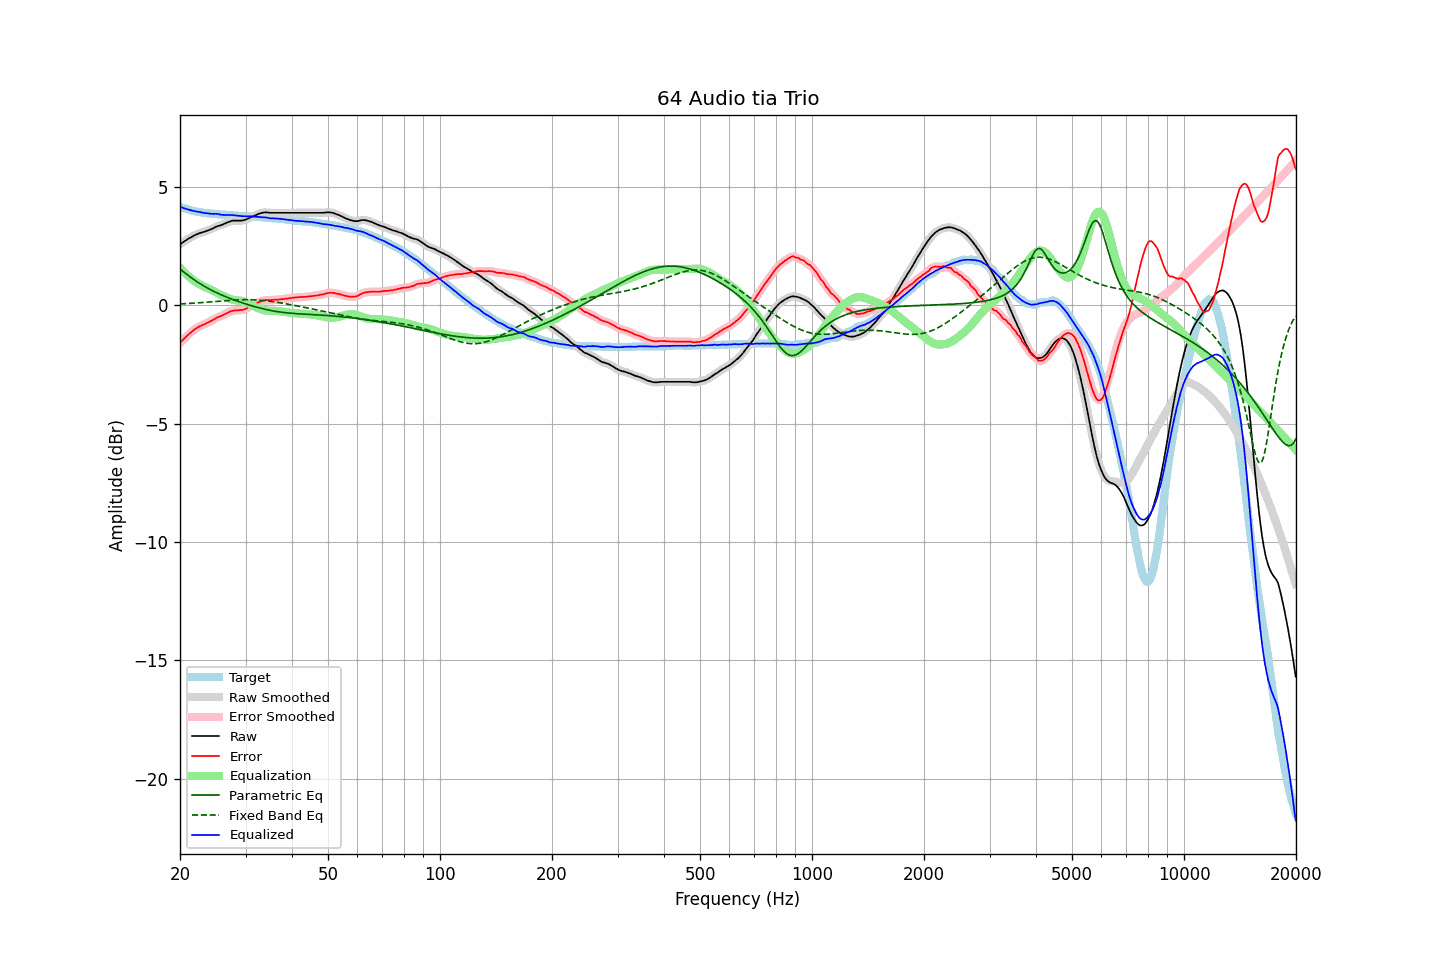 64 Audio tia Trio
Amplitude (dBr)
5
0
−5
−10
−15
−20
Target
Raw Smoothed
Error Smoothed
Raw
Error
Equalization
Parametric Eq
Fixed Band Eq
Equalized
20
50
100
200
500
1000
2000
5000
10000
20000
Frequency (Hz)